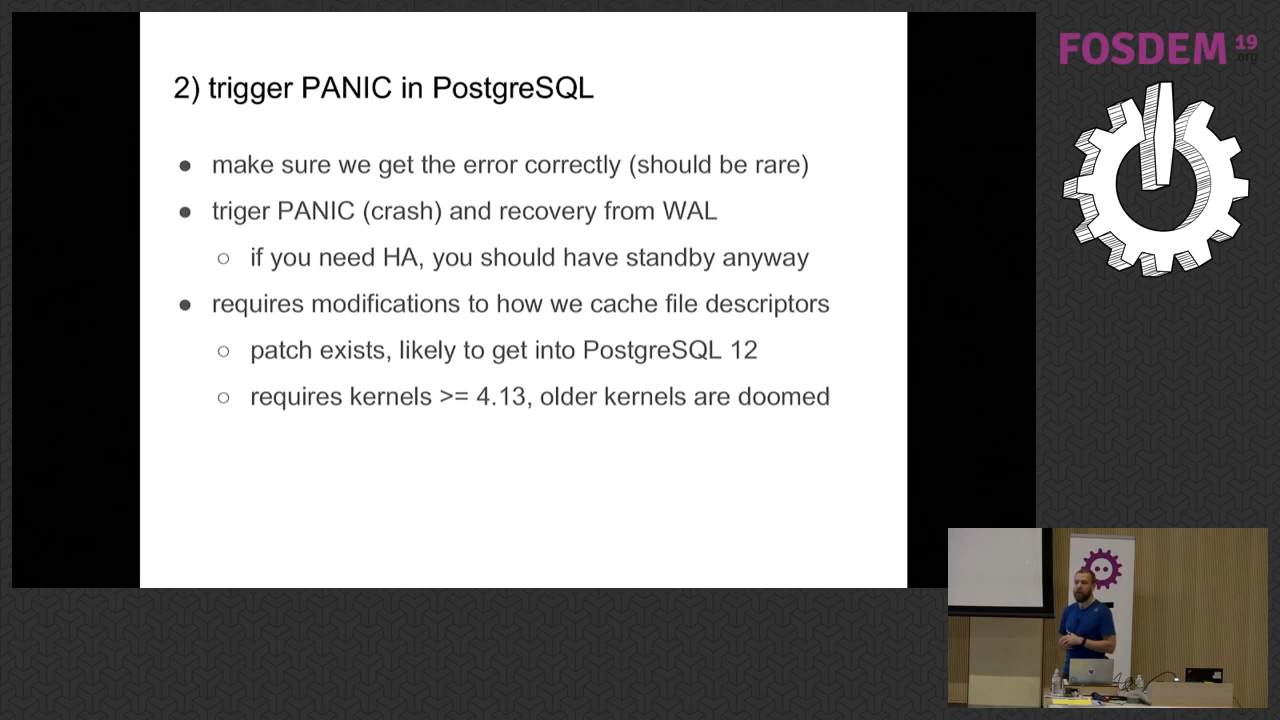 2) trigger PANIC in PostgreSQL
● make sure we get the error correctly (should be rare)
● triger PANIC (crash) and recovery from WAL
○ if you need HA, you should have standby anyway
● requires modifications to how we cache file descriptors
○ patch exists, likely to get into PostgreSQL 12
○ requires kernels >= 4.13, older kernels are doomed
FOSDEM 19
.org